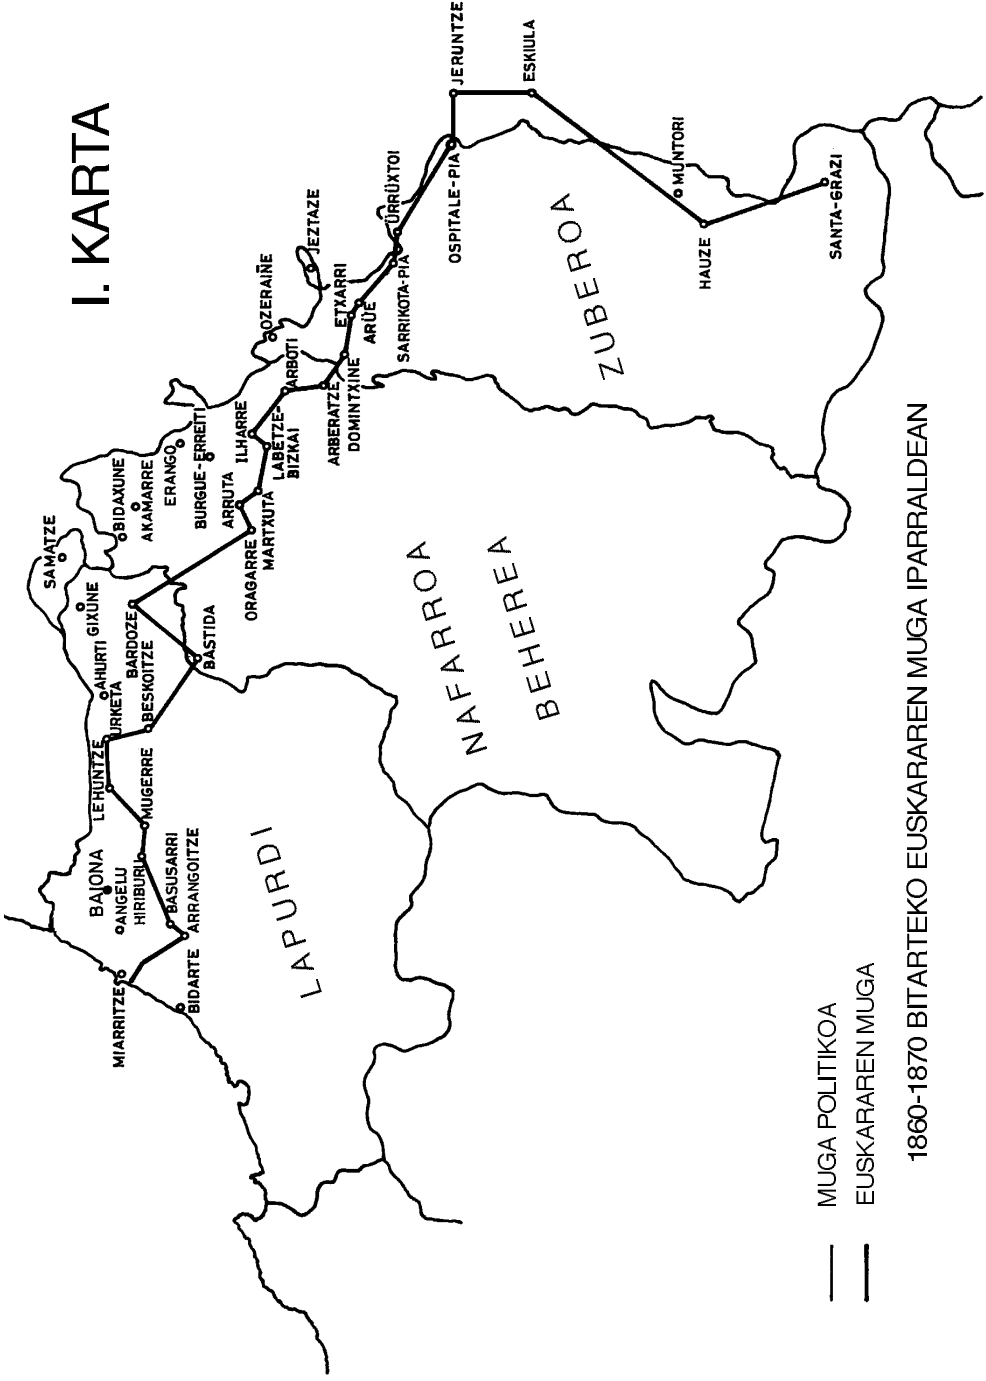 I. KARTA
MIARRITZE
BIDARTE
ANGELU
BAIONA
HIRIBURU
BASUSARRI
ARRANGOITZE
MUGERRE
LEHUNTZE
URKETA
AHURTI
BESKOITZE
BARDOZE
GIXUNE
SAMATZE
BASTIDA
BIDAXUNE
AKAMARRE
ERANGO
BURGUE-ERREITI
ARRUTA
ORAGARRE
MARTXUTA
ILHARRE
LABETZE-
BIZKAI
ARBOTI
OZERAIÑE
JEZTAZE
ARBERATZE
DOMINTXINE
ETXARRI
ARÜE
SARRIKOTA-PIA
ÜRRÜXTOI
OSPITALE-PIA
JERUNTZE
ESKIULA
MUNTORI
HAUZE
SANTA-GRAZI
LAPURDI
NAFARROA
BEHEREA
ZUBEROA
MUGA POLITIKOA
EUSKARAREN MUGA
1860-1870 BITARTEKO EUSKARAREN MUGA IPARRALDEAN